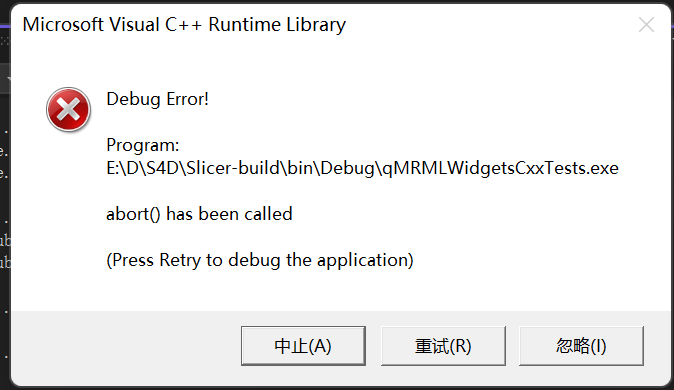 Microsoft Visual C++ Runtime Library
Debug Error!
Program:
E:\D\S4D\Slicer-build\bin\Debug\qMRMLWidgetsCxxTests.exe
abort() has been called
(Press Retry to debug the application)
中止(A) 重试(R) 忽略(I)